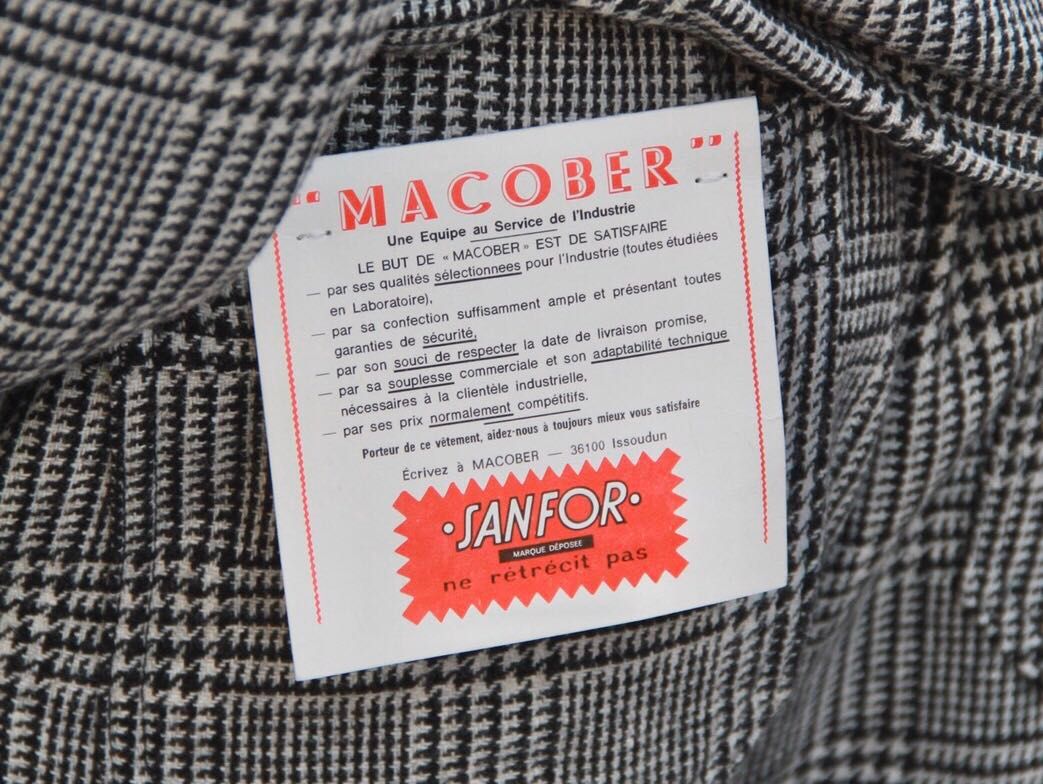 "MACOBER"
Une Equipe au Service de l'Industrie
LE BUT DE « MACOBER » EST DE SATISFAIRE
— par ses qualités sélectionnees pour l'Industrie (toutes étudiées
en Laboratoire),
— par sa confection suffisamment ample et présentant toutes
garanties de sécurité,
— par son souci de respecter la date de livraison promise,
— par sa souplesse commerciale et son adaptabilité technique
nécessaires à la clientèle industrielle,
— par ses prix normalement compétitifs.
Porteur de ce vêtement, aidez-nous à toujours mieux vous satisfaire
Écrivez à MACOBER — 36100 Issoudun
·SANFOR·
MARQUE DÉPOSÉE
ne rétrécit pas